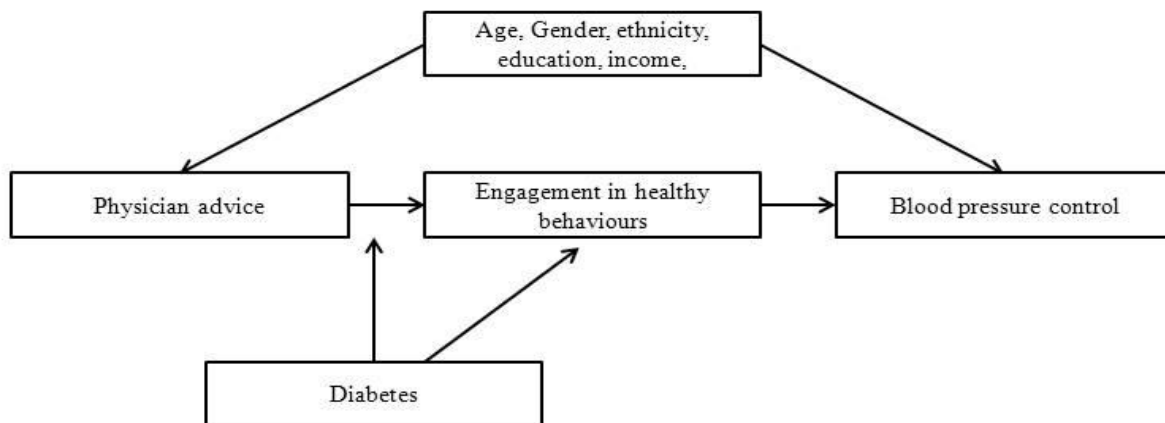 Age, Gender, ethnicity,
education, income,
Physician advice
Engagement in healthy
behaviours
Blood pressure control
Diabetes